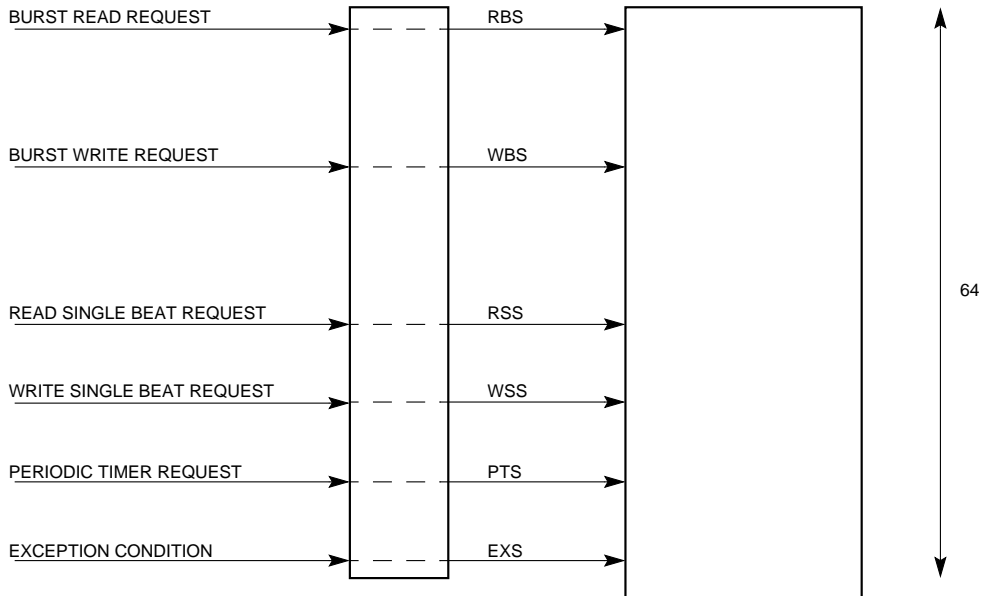 BURST READ REQUEST RBS
BURST WRITE REQUEST WBS
64
READ SINGLE BEAT REQUEST RSS
WRITE SINGLE BEAT REQUEST WSS
PERIODIC TIMER REQUEST PTS
EXCEPTION CONDITION EXS